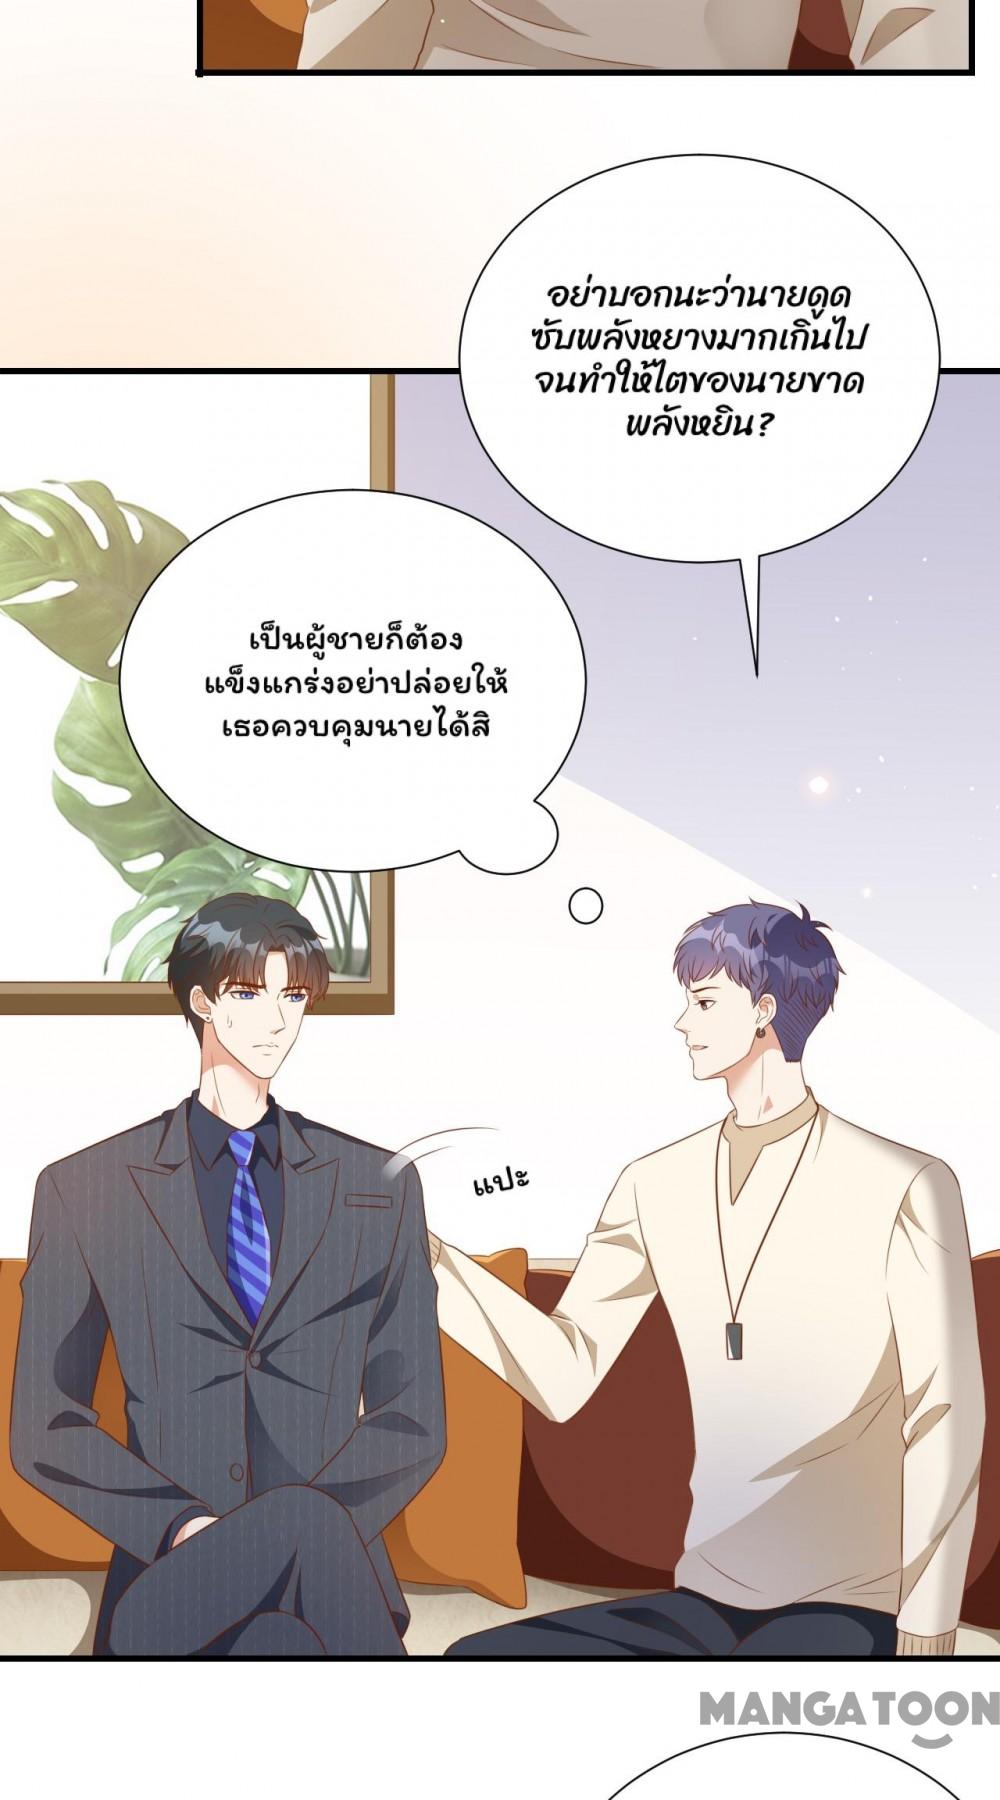 อย่าบอกนะว่านายดูด
ซับพลังหยางมากเกินไป
จนทำให้ไตของนายขาด
พลังหยิน?
เป็นผู้ชายก็ต้อง
แข็งแกร่งอย่าปล่อยให้
เธอควบคุมนายได้สิ
แปะ
MANGATOON